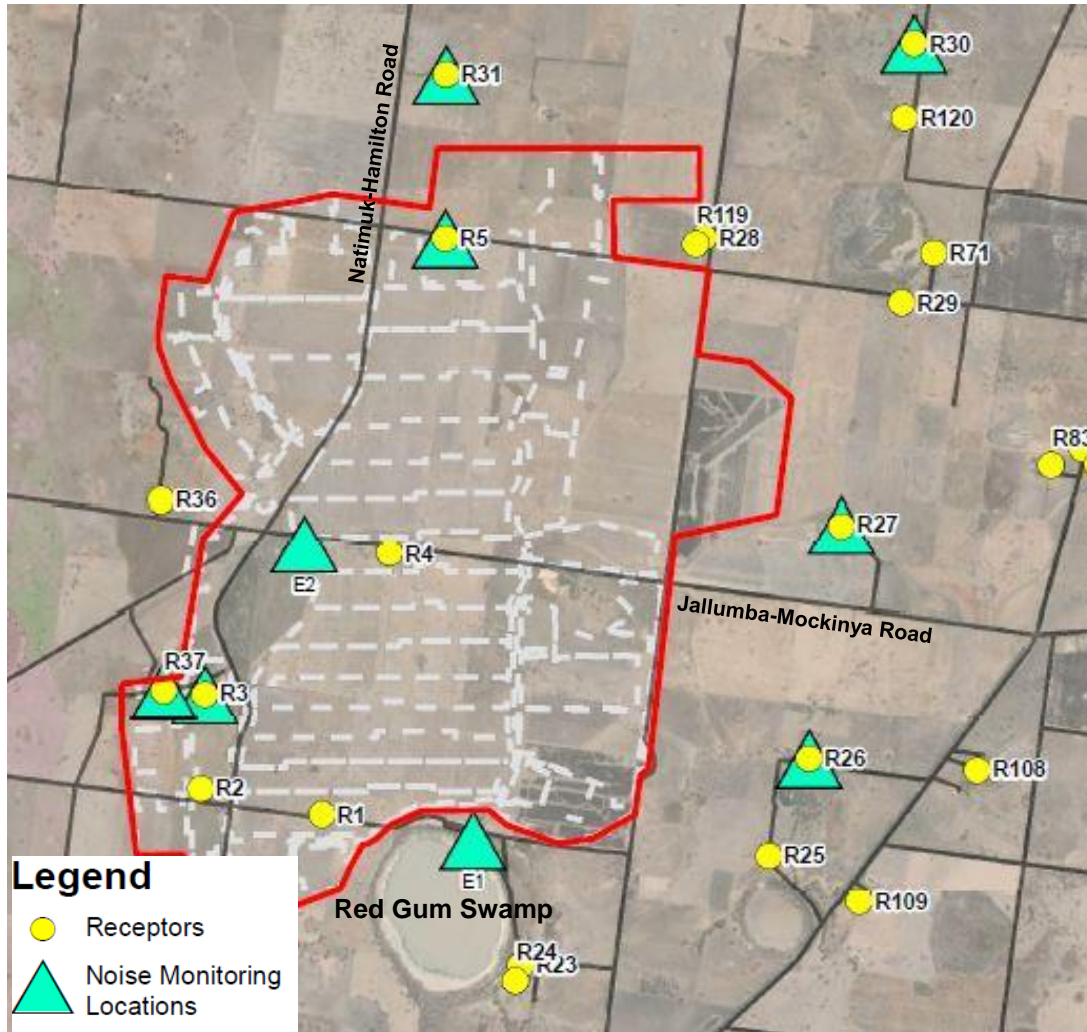 R31
R30
Natimuk-Hamilton Road
R120
R119
R28
R5
R71
R29
R83
R36
R27
R4
E2
Jallumba-Mockinya Road
R37
R3
R26
R108
R2
R1
R25
E1
R109
Red Gum Swamp
R24
R23
Legend
Receptors
Noise Monitoring
Locations